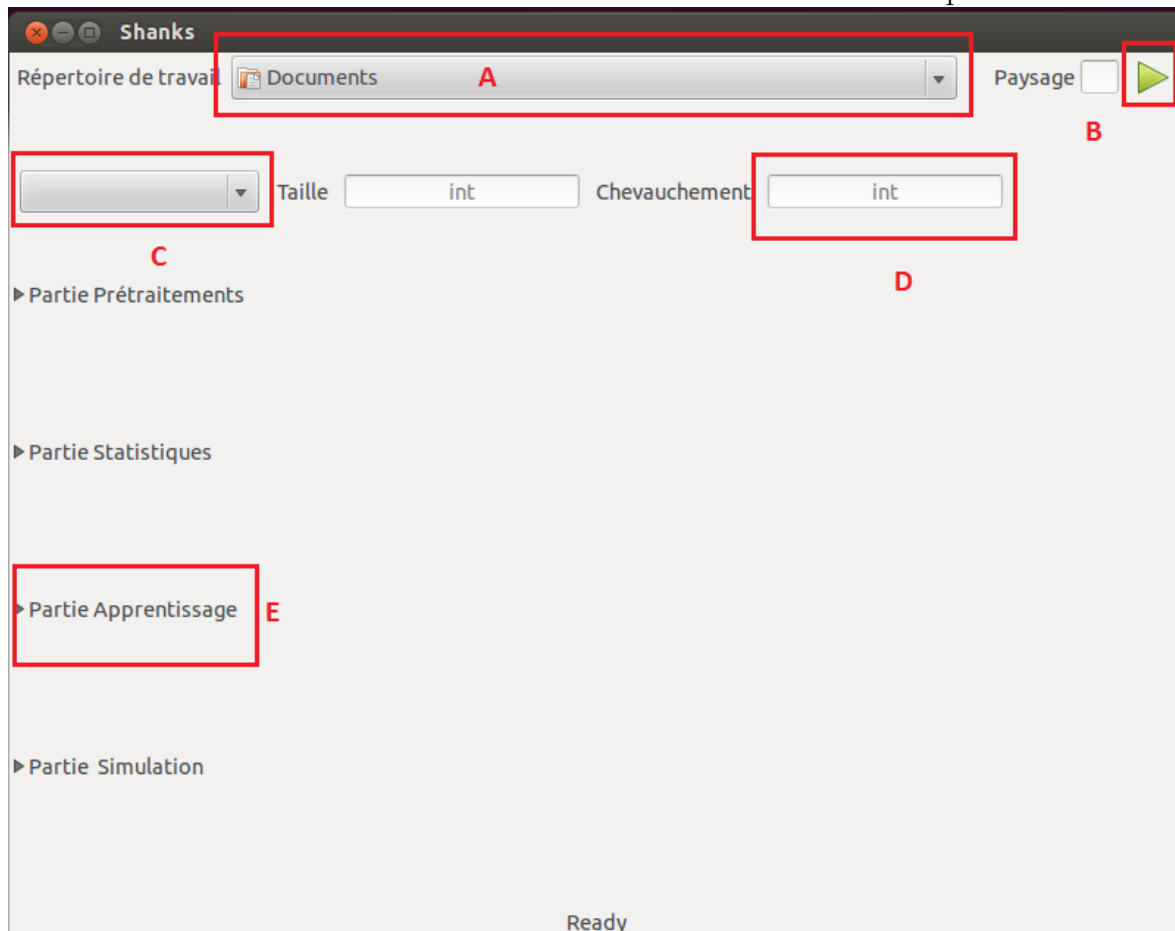 Shanks
Répertoire de travail Documents A Paysage
B
Taille int Chevauchement int
C
D
Partie Prétraitements
Partie Statistiques
Partie Apprentissage E
Partie Simulation
Ready